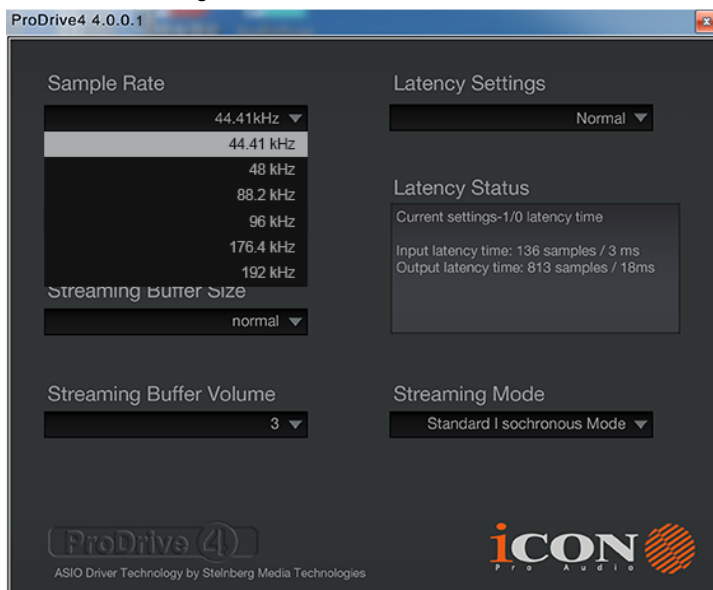 ProDrive4 4.0.0.1
x
Sample Rate
44.41kHz
44.41 kHz
48 kHz
88.2 kHz
96 kHz
176.4 kHz
192 kHz
Streaming Buffer Size
normal
Streaming Buffer Volume
3
Latency Settings
Normal
Latency Status
Current settings-1/0 latency time
Input latency time: 136 samples / 3 ms
Output latency time: 813 samples / 18ms
Streaming Mode
Standard I sochronous Mode
ProDrive 4
ASIO Driver Technology by Steinberg Media Technologies
iCON
Pro Audio